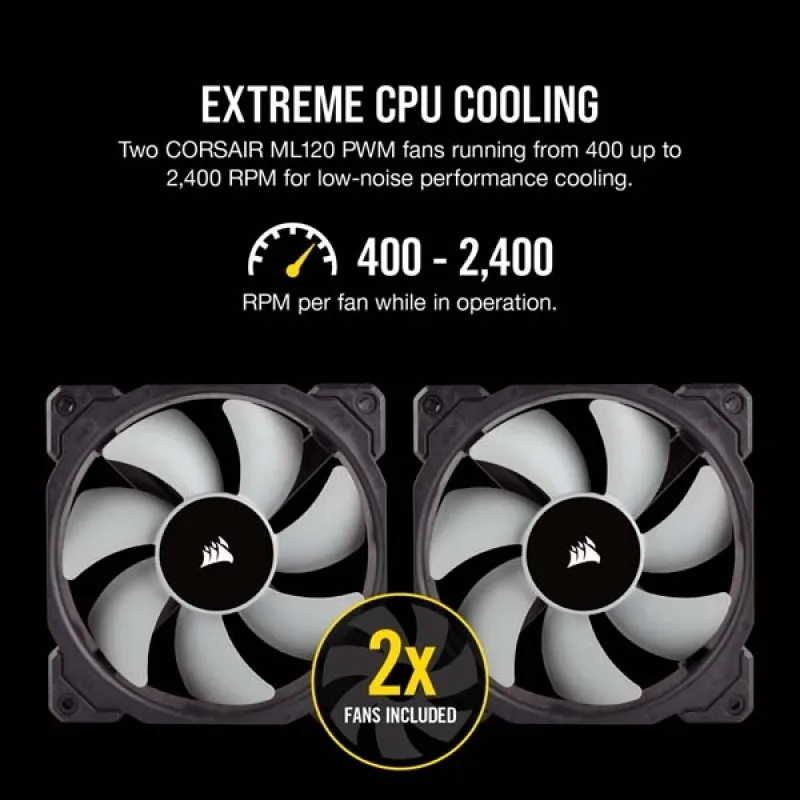 EXTREME CPU COOLING
Two CORSAIR ML120 PWM fans running from 400 up to
2,400 RPM for low-noise performance cooling.
400 - 2,400
RPM per fan while in operation.
2x
FANS INCLUDED